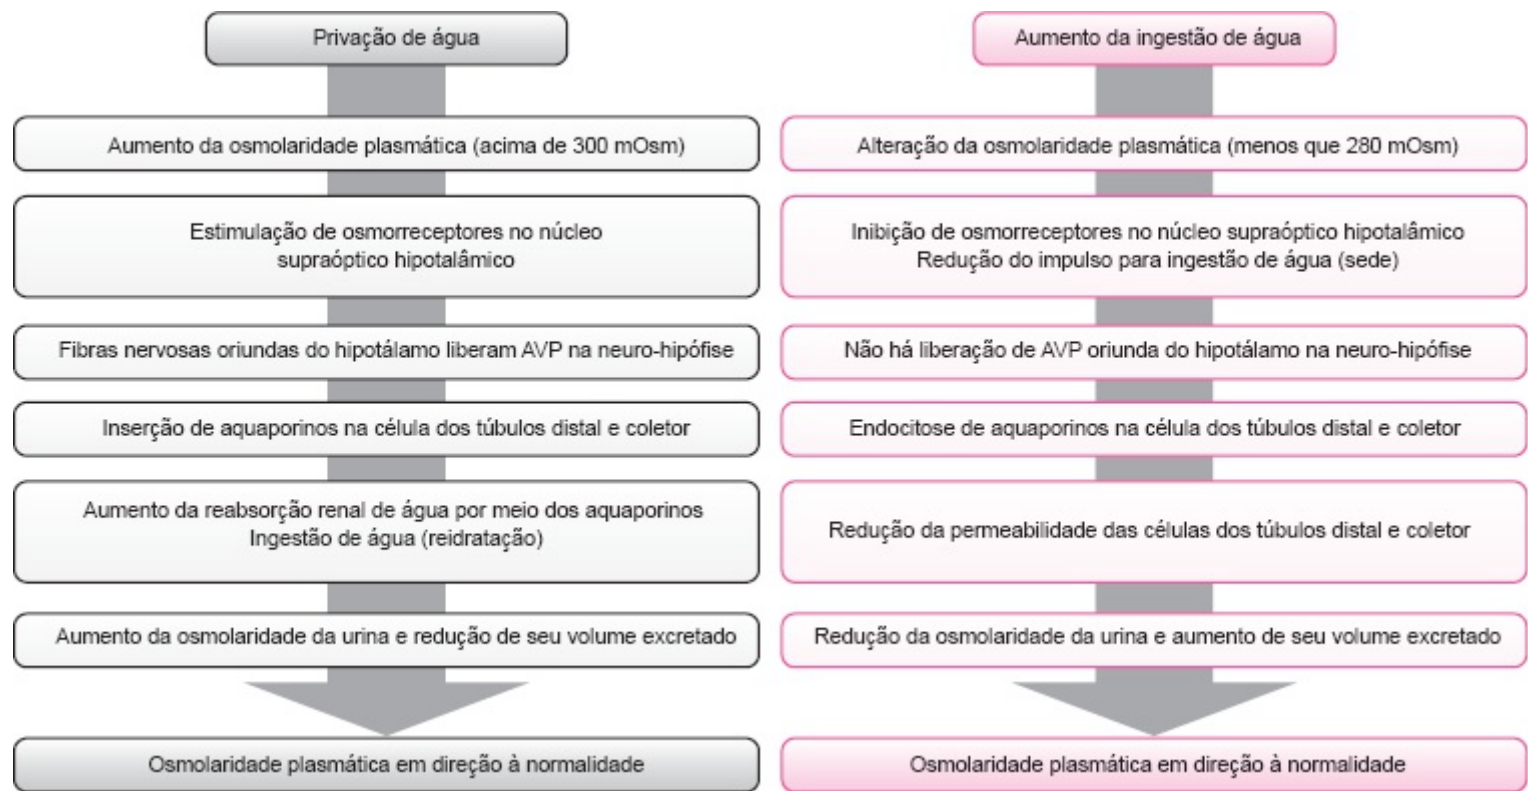 Privação de água
Aumento da osmolaridade plasmática (acima de 300 mOsm)
Estimulação de osmorreceptores no núcleo
supraóptico hipotalâmico
Fibras nervosas oriundas do hipotálamo liberam AVP na neuro-hipófise
Inserção de aquaporinos na célula dos túbulos distal e coletor
Aumento da reabsorção renal de água por meio dos aquaporinos
Ingestão de água (reidratação)
Aumento da osmolaridade da urina e redução de seu volume excretado
Osmolaridade plasmática em direção à normalidade
Aumento da ingestão de água
Alteração da osmolaridade plasmática (menos que 280 mOsm)
Inibição de osmorreceptores no núcleo supraóptico hipotalâmico
Redução do impulso para ingestão de água (sede)
Não há liberação de AVP oriunda do hipotálamo na neuro-hipófise
Endocitose de aquaporinos na célula dos túbulos distal e coletor
Redução da permeabilidade das células dos túbulos distal e coletor
Redução da osmolaridade da urina e aumento de seu volume excretado
Osmolaridade plasmática em direção à normalidade